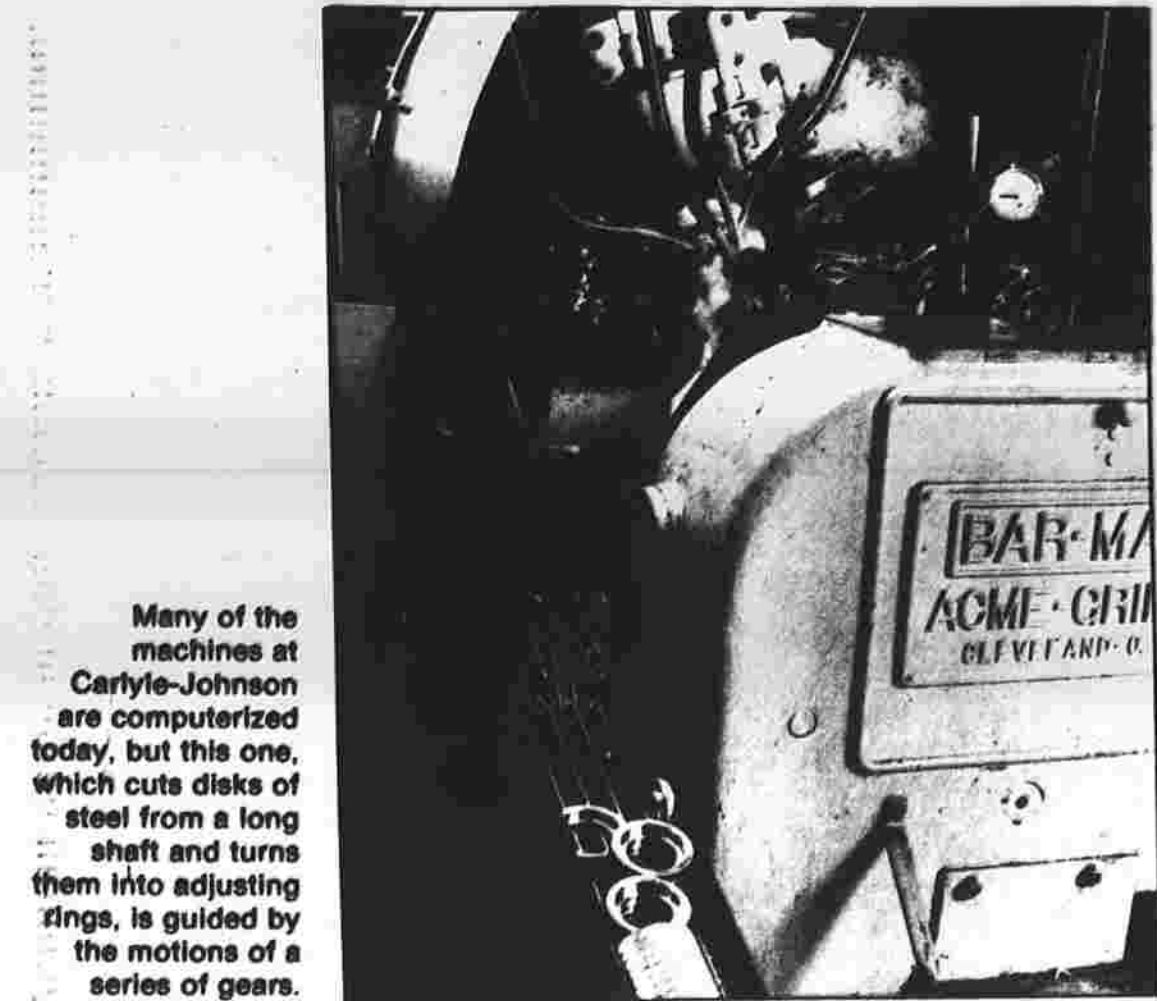 Many of the
machines at
Carlyle-Johnson
are computerized
today, but this one,
which cuts disks of
steel from a long
shaft and turns
them into adjusting
rings, is guided by
the motions of a
series of gears.
BAR-MA
ACME-GRI
CLEVELAND-O.